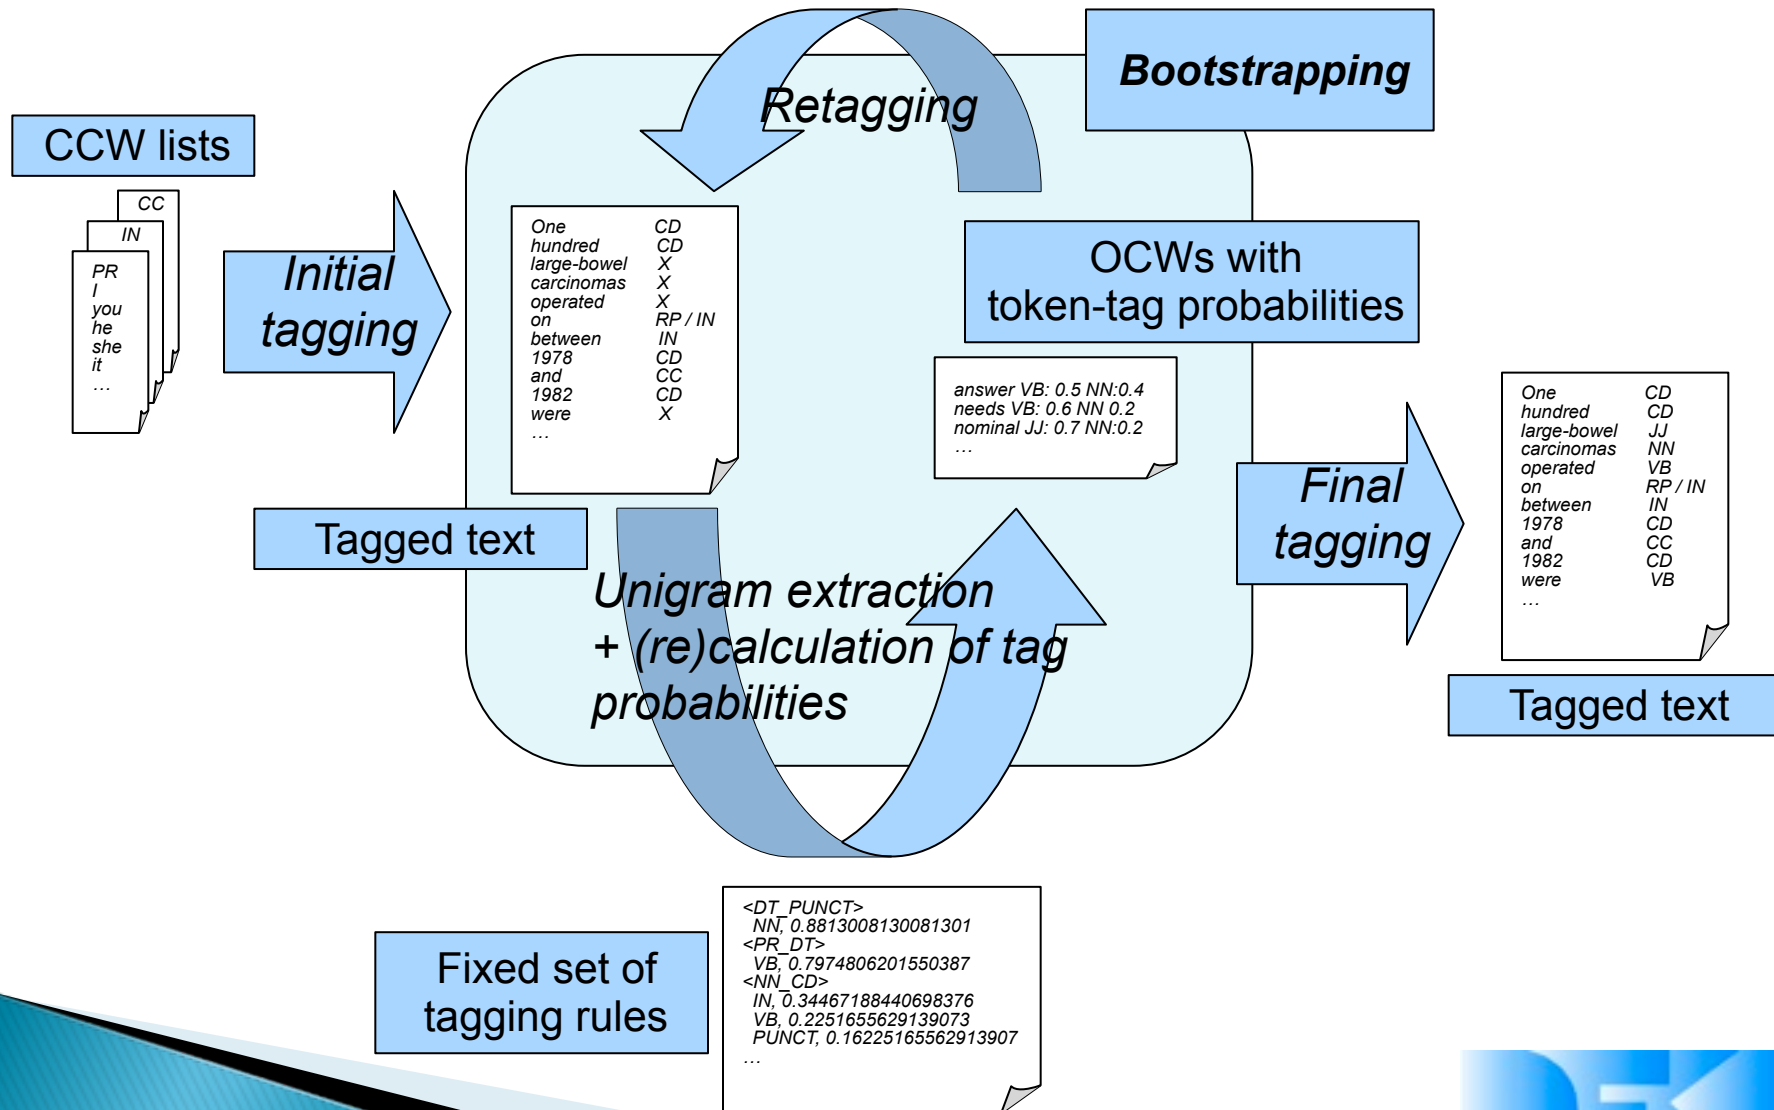 Bootstrapping
Retagging
CCW lists
CC
IN
PR
I
you
he
she
it
…
Initial
tagging
One CD
hundred CD
large-bowel X
carcinomas X
operated X
on RP / IN
between IN
1978 CD
and CC
1982 CD
were X
…
Tagged text
OCWs with
token-tag probabilities
answer VB: 0.5 NN:0.4
needs VB: 0.6 NN 0.2
nominal JJ: 0.7 NN:0.2
…
Unigram extraction
+ (re)calculation of tag
probabilities
Final
tagging
One CD
hundred CD
large-bowel JJ
carcinomas NN
operated VB
on RP / IN
between IN
1978 CD
and CC
1982 CD
were VB
…
Tagged text
Fixed set of
tagging rules
<DT_PUNCT>
NN, 0.8813008130081301
<PR_DT>
VB, 0.7974806201550387
<NN_CD>
IN, 0.34467188440698376
VB, 0.2251655629139073
PUNCT, 0.16225165562913907
…